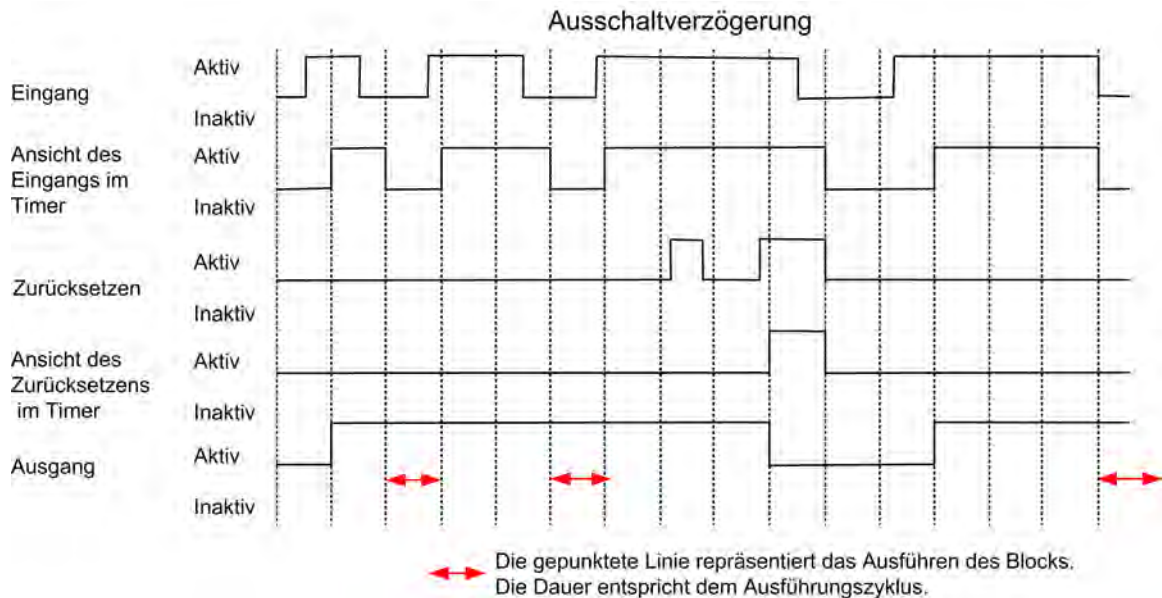 Ausschaltverzögerung
Aktiv
Eingang
Inaktiv
Ansicht des
Eingangs im
Timer
Aktiv
Inaktiv
Aktiv
Zurücksetzen
Inaktiv
Ansicht des
Zurücksetzens
im Timer
Aktiv
Inaktiv
Aktiv
Ausgang
Inaktiv
Die gepunktete Linie repräsentiert das Ausführen des Blocks.
Die Dauer entspricht dem Ausführungszyklus.